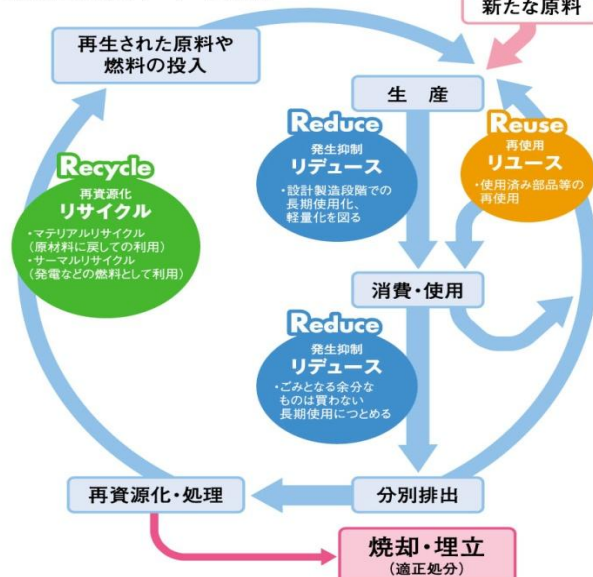 新たな原料
再生された原料や
燃料の投入
生 産
Reduce
発生抑制
リデュース
・設計製造段階での
長期使用化、
軽量化を図る
Reuse
再使用
リユース
・使用済み部品等の
再使用
Recycle
再資源化
リサイクル
・マテリアルリサイクル
(原材料に戻しての利用)
・サーマルリサイクル
(発電などの燃料として利用)
消費・使用
Reduce
発生抑制
リデュース
・ごみとなる余分な
ものは買わない
長期使用につとめる
再資源化・処理
分別排出
焼却・埋立
(適正処分)